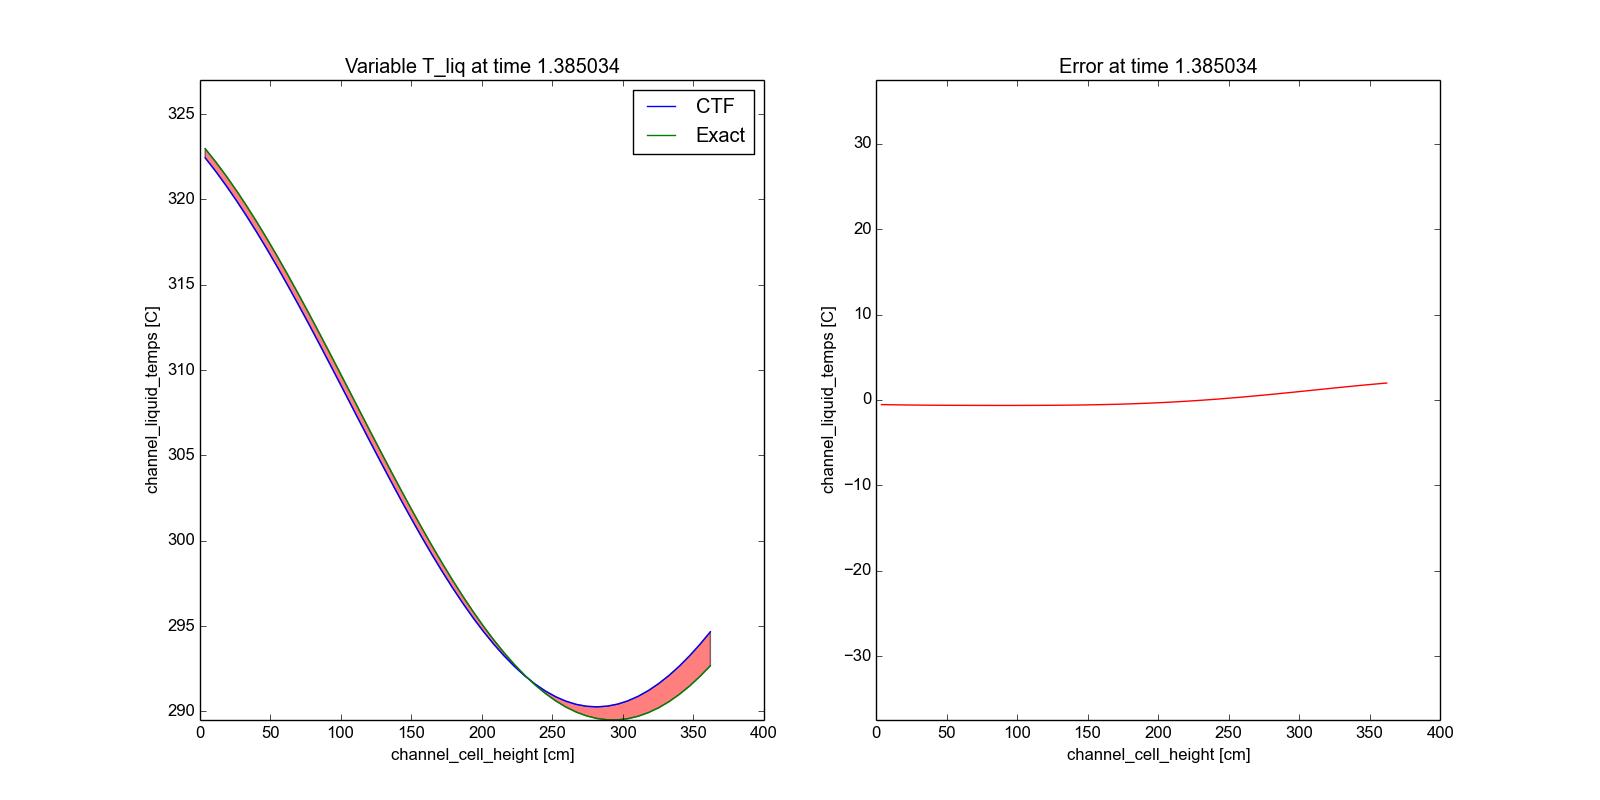 Variable T_liq at time 1.385034
CTF
Exact
325
320
315
310
305
300
295
290
channel_liquid_temps [C]
0 50 100 150 200 250 300 350 400
channel_cell_height [cm]
Error at time 1.385034
30
20
10
0
−10
−20
−30
channel_liquid_temps [C]
0 50 100 150 200 250 300 350 400
channel_cell_height [cm]